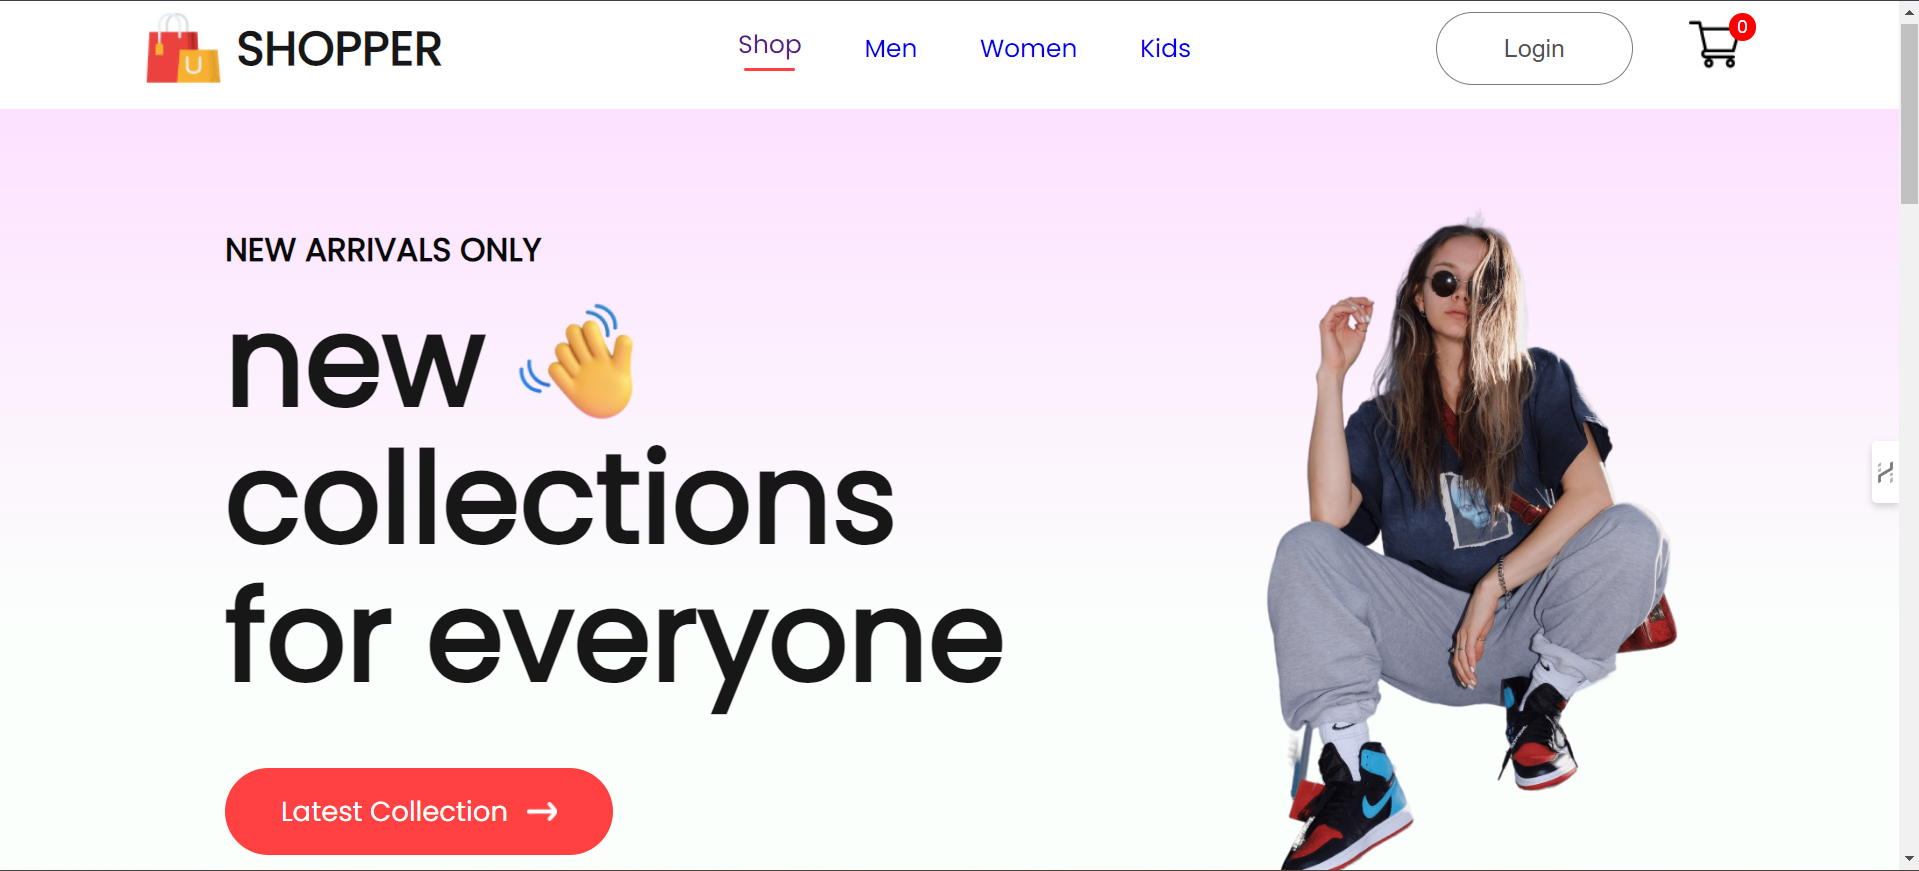 SHOPPER
Shop
Men
Women
Kids
Login
0
NEW ARRIVALS ONLY
new 👋
collections
for everyone
Latest Collection →